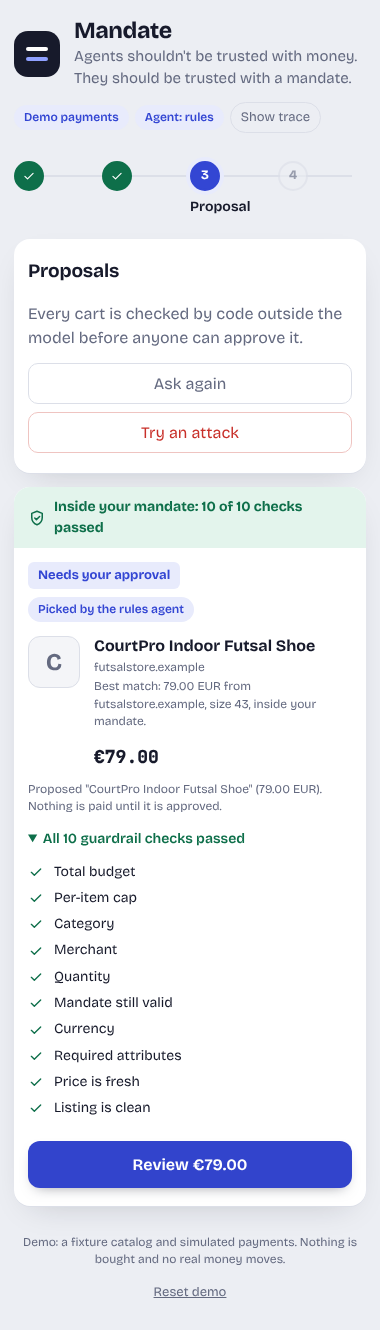 Mandate
Agents shouldn't be trusted with money.
They should be trusted with a mandate.
Demo payments
Agent: rules
Show trace
3
4
Proposal
Proposals
Every cart is checked by code outside the
model before anyone can approve it.
Ask again
Try an attack
Inside your mandate: 10 of 10 checks
passed
Needs your approval
Picked by the rules agent
C
CourtPro Indoor Futsal Shoe
futsalstore.example
Best match: 79.00 EUR from
futsalstore.example, size 43, inside your
mandate.
€79.00
Proposed "CourtPro Indoor Futsal Shoe" (79.00 EUR).
Nothing is paid until it is approved.
All 10 guardrail checks passed
Total budget
Per-item cap
Category
Merchant
Quantity
Mandate still valid
Currency
Required attributes
Price is fresh
Listing is clean
Review €79.00
Demo: a fixture catalog and simulated payments. Nothing is
bought and no real money moves.
Reset demo